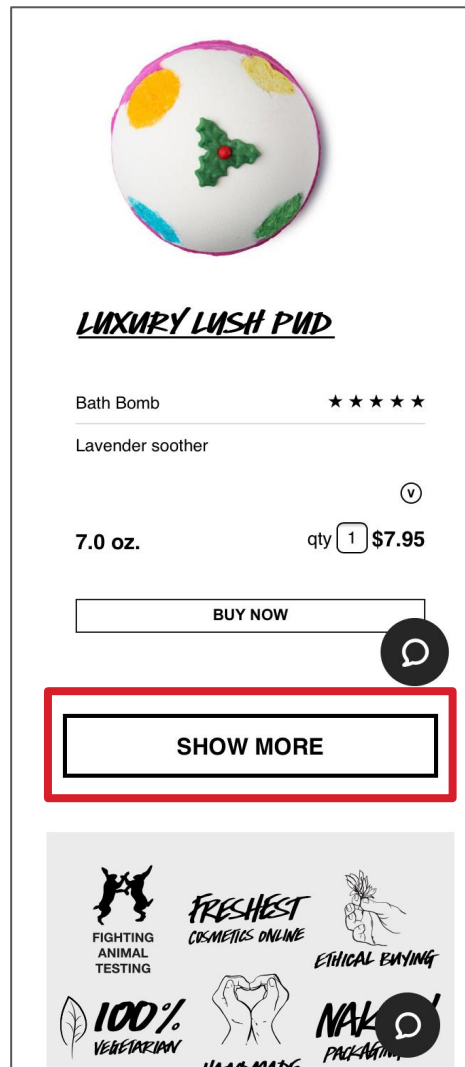 LUXURY LUSH PUD
Bath Bomb ★★★★★
Lavender soother
V
7.0 oz. qty 1 $7.95
BUY NOW
SHOW MORE
FIGHTING
ANIMAL
TESTING
FRESHEST
COSMETICS ONLINE
ETHICAL BUYING
100%
VEGETARIAN